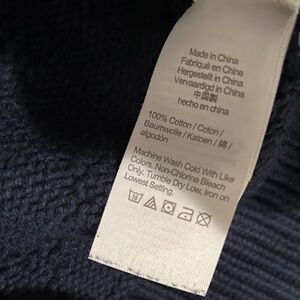 Made in China
Fabriqué en Chine
Hergestellt in China
Vervaardigd in China
中国製
hecho en china
100% Cotton / Coton /
Baumwolle / Katoen / 綿 /
algodón
Machine Wash Cold With Like
Colors. Non-Chlorine Bleach
Only. Tumble Dry Low. Iron on
Lowest Setting.